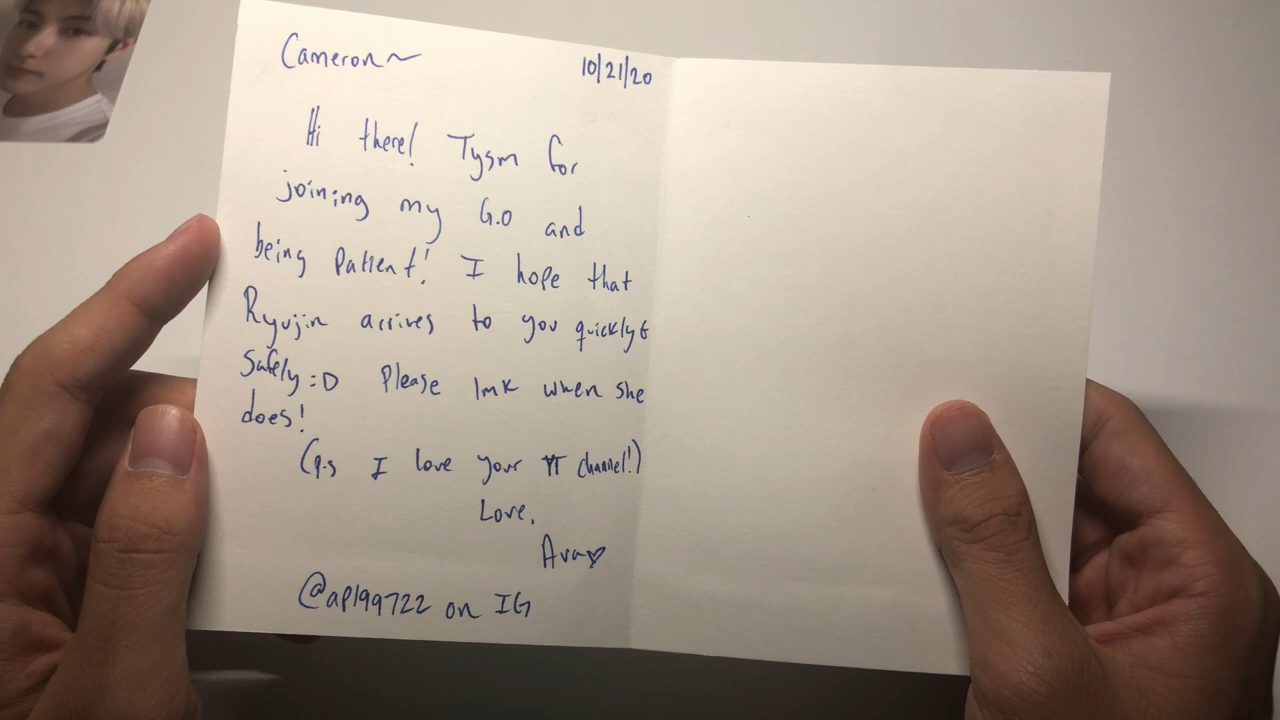 Cameron~
10/21/20
Hi there! Tysm for
joining my G.O and
being patient! I hope that
Ryujin arrives to you quickly &
safely =D Please lmk when she
does!
(p.s I love your YT channel!)
Love,
Ava♡
@ap199722 on IG